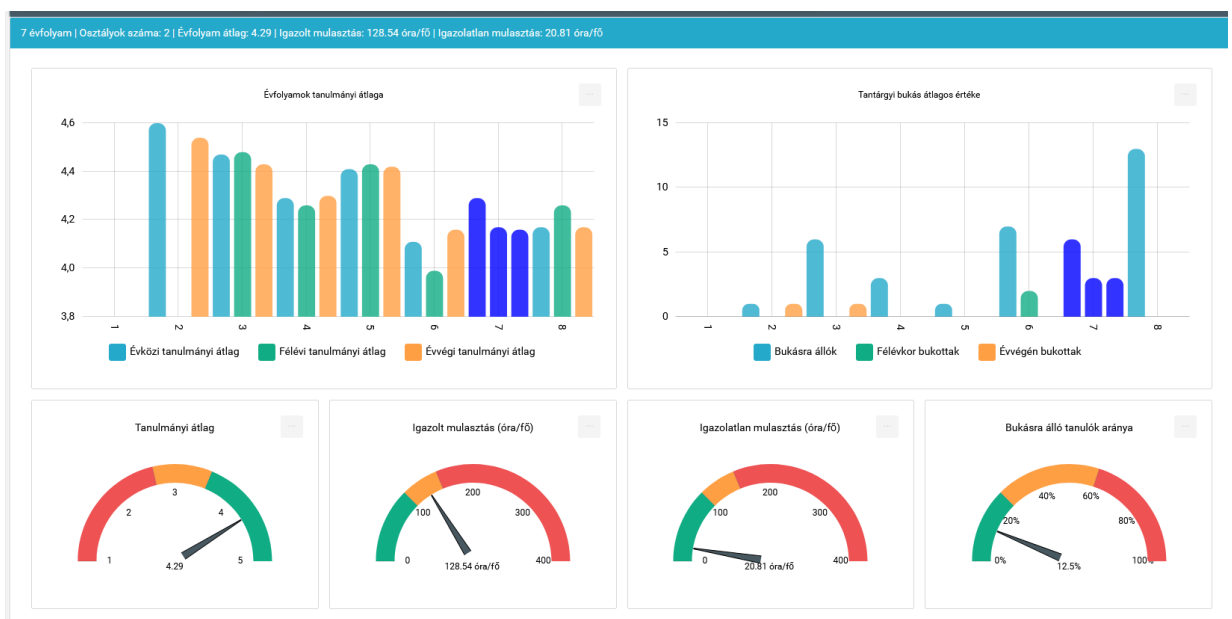 7 évfolyam | Osztályok száma: 2 | Évfolyam átlag: 4.29 | Igazolt mulasztás: 128.54 óra/fő | Igazolatlan mulasztás: 20.81 óra/fő
Évfolyamok tanulmányi átlaga
4,6
4,4
4,2
4,0
3,8
1 2 3 4 5 6 7 8
Évközi tanulmányi átlag Félévi tanulmányi átlag Évvégi tanulmányi átlag
Tantárgyi bukás átlagos értéke
15
10
5
0
1 2 3 4 5 6 7 8
Bukásra állók Félévkor bukottak Évvégén bukottak
Tanulmányi átlag
1 2 3 4 5
4.29
Igazolt mulasztás (óra/fő)
0 100 200 300 400
128.54 óra/fő
Igazolatlan mulasztás (óra/fő)
0 100 200 300 400
20.81 óra/fő
Bukásra álló tanulók aránya
0% 20% 40% 60% 80% 100%
12.5%